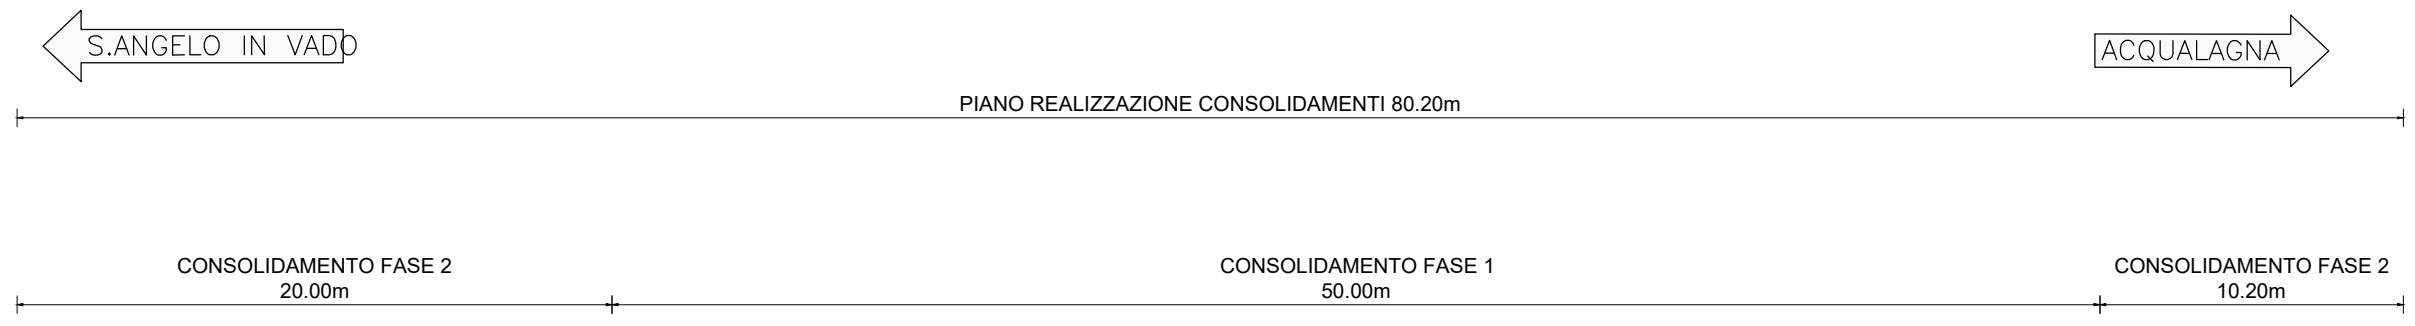 S.ANGELO IN VADO
ACQUALAGNA
PIANO REALIZZAZIONE CONSOLIDAMENTI 80.20m
CONSOLIDAMENTO FASE 2
20.00m
CONSOLIDAMENTO FASE 1
50.00m
CONSOLIDAMENTO FASE 2
10.20m